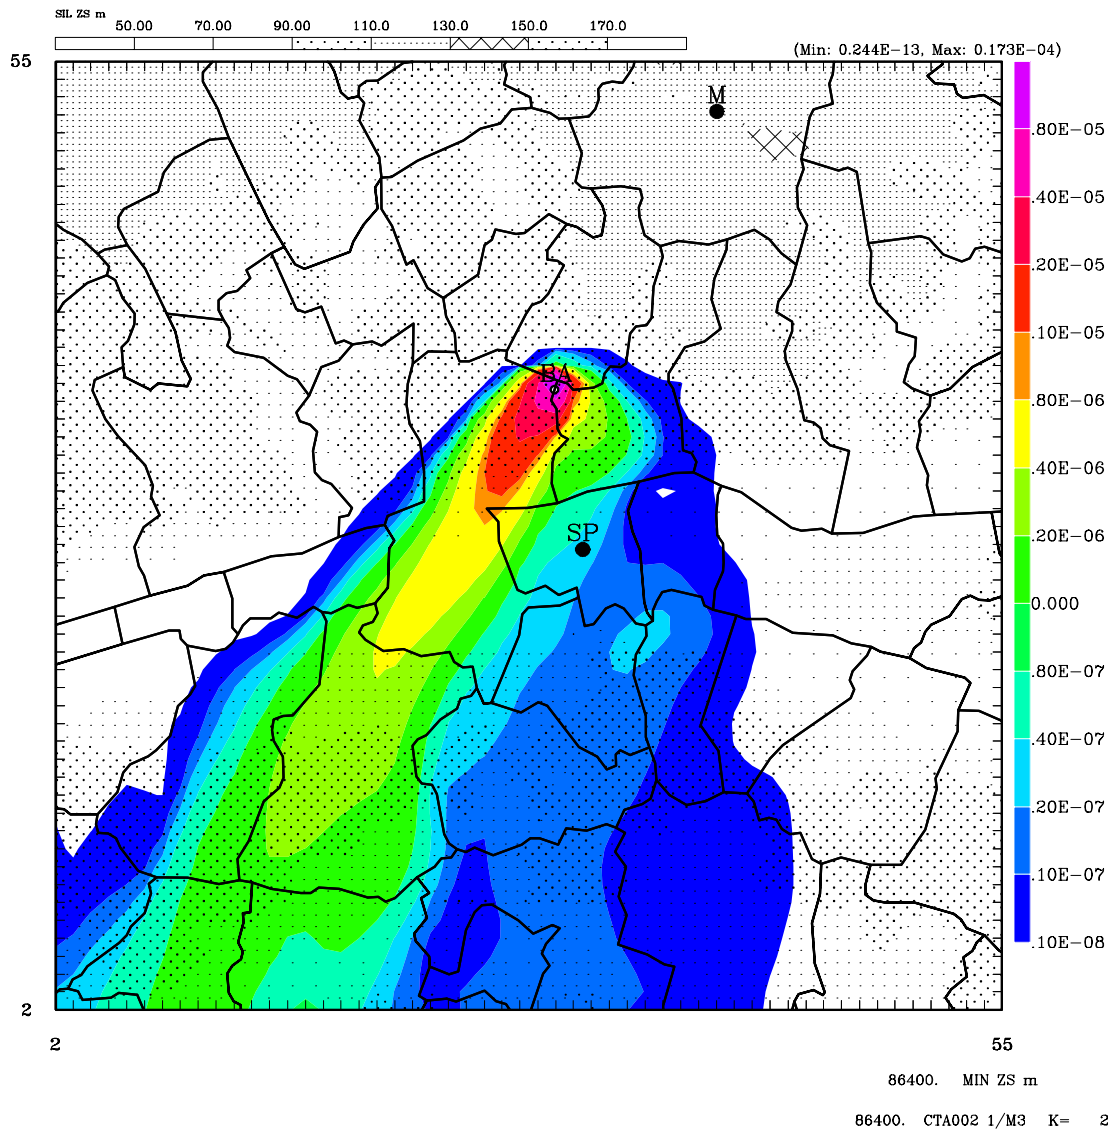 SIL ZS m
50.00 70.00 90.00 110.0 130.0 150.0 170.0
(Min: 0.244E-13, Max: 0.173E-04)
55
M
.80E-05
.40E-05
.20E-05
.10E-05
BA
.80E-06
.40E-06
SP
.20E-06
0.000
.80E-07
.40E-07
.20E-07
.10E-07
.10E-08
2
2 55
86400. MIN ZS m
86400. CTA002 1/M3 K= 2